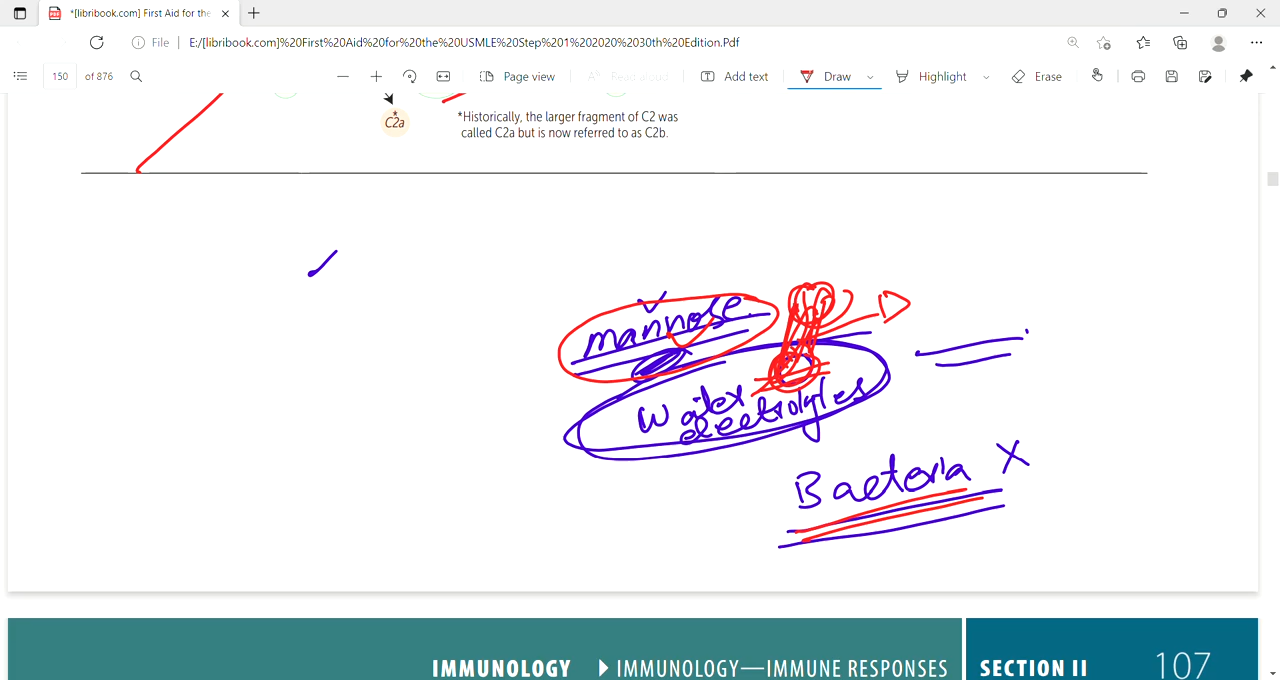 *[libribook.com] First Aid for the
File E:/[libribook.com]%20First%20Aid%20for%20the%20USMLE%20Step%201%202020%2030th%20Edition.Pdf
150 of 876 Page view Read aloud Add text Draw Highlight Erase
C2a
*Historically, the larger fragment of C2 was
called C2a but is now referred to as C2b.
mannose
Water
electrolytes
Bacteria X
IMMUNOLOGY ▶ IMMUNOLOGY—IMMUNE RESPONSES SECTION II 107